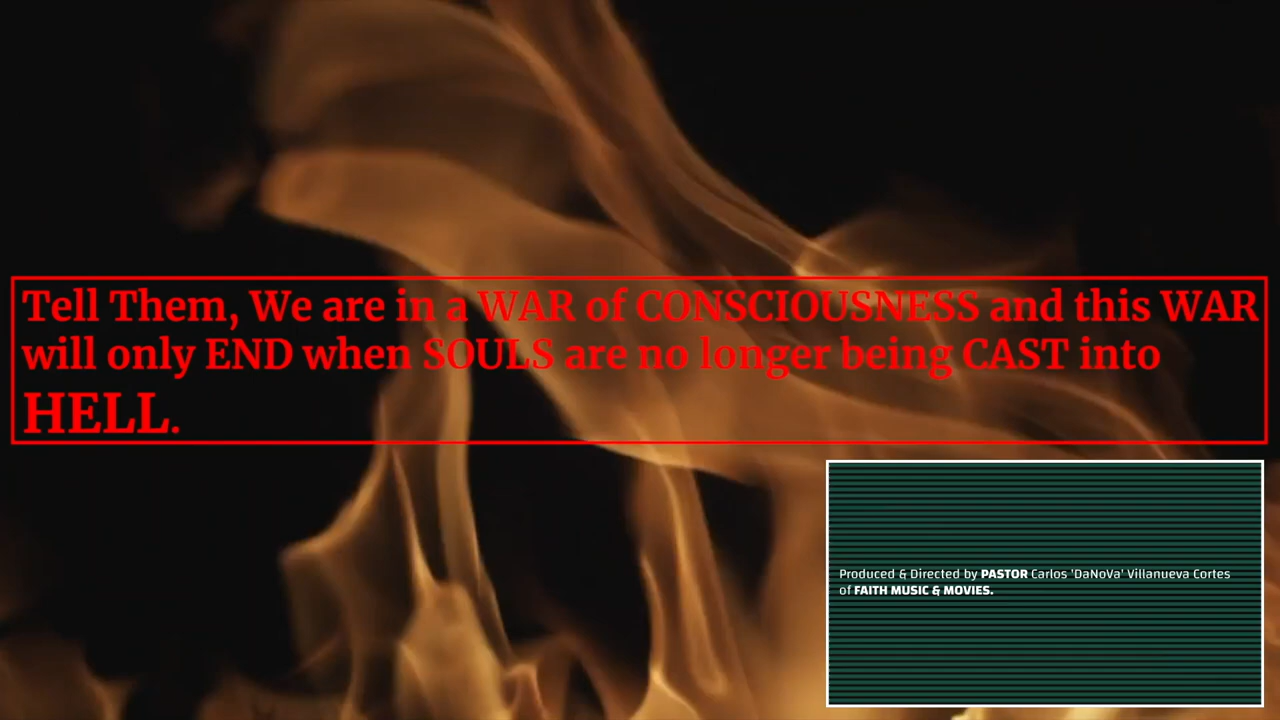 Tell Them, We are in a WAR of CONSCIOUSNESS and this WAR
will only END when SOULS are no longer being CAST into
HELL.
Produced & Directed by PASTOR Carlos 'DaNoVa' Villanueva Cortes
of FAITH MUSIC & MOVIES.